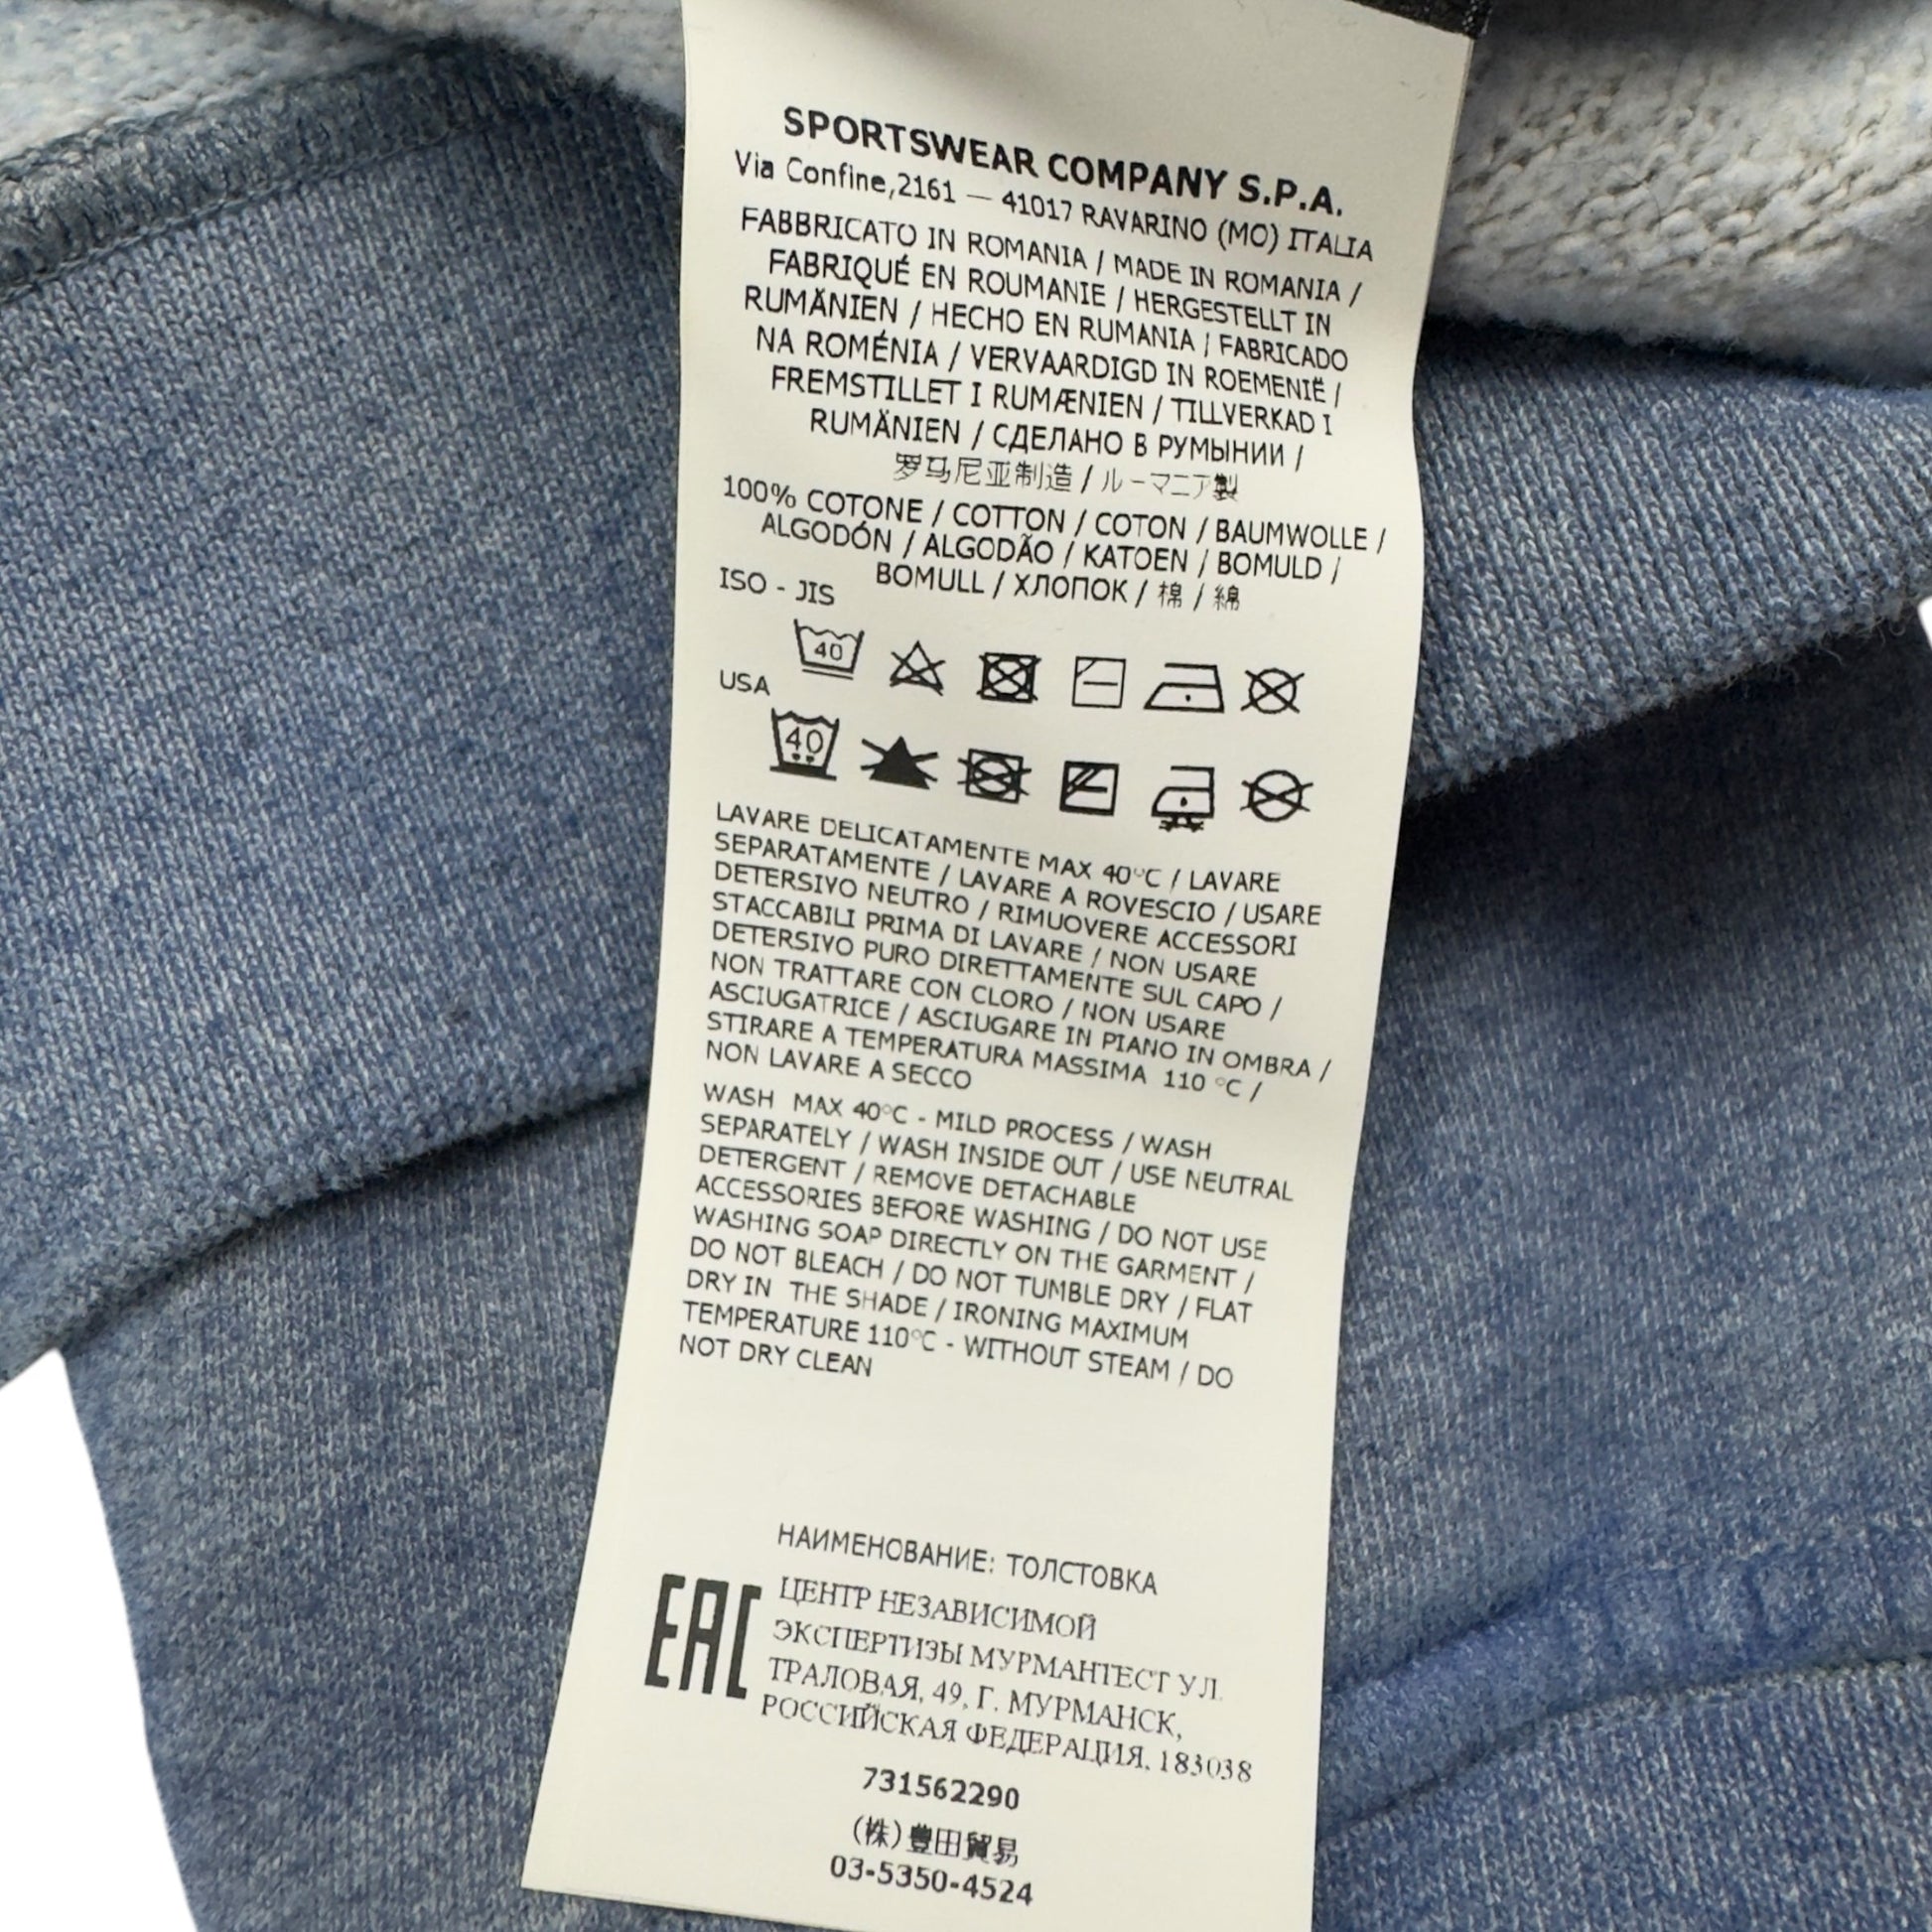 SPORTSWEAR COMPANY S.P.A.
Via Confine,2161 — 41017 RAVARINO (MO) ITALIA
FABBRICATO IN ROMANIA / MADE IN ROMANIA /
FABRIQUÉ EN ROUMANIE / HERGESTELLT IN
RUMÄNIEN / HECHO EN RUMANIA / FABRICADO
NA ROMÉNIA / VERVAARDIGD IN ROEMENIË /
FREMSTILLET I RUMÆNIEN / TILLVERKAD I
RUMÄNIEN / СДЕЛАНО В РУМЫНИИ /
罗马尼亚制造 / ルーマニア製
100% COTONE / COTTON / COTON / BAUMWOLLE /
ALGODÓN / ALGODÃO / KATOEN / BOMULD /
BOMULL / ХЛОПОК / 棉 / 綿
ISO - JIS
40
USA
40
LAVARE DELICATAMENTE MAX 40°C / LAVARE
SEPARATAMENTE / LAVARE A ROVESCIO / USARE
DETERSIVO NEUTRO / RIMUOVERE ACCESSORI
STACCABILI PRIMA DI LAVARE / NON USARE
DETERSIVO PURO DIRETTAMENTE SUL CAPO /
NON TRATTARE CON CLORO / NON USARE
ASCIUGATRICE / ASCIUGARE IN PIANO IN OMBRA /
STIRARE A TEMPERATURA MASSIMA 110 °C /
NON LAVARE A SECCO
WASH MAX 40°C - MILD PROCESS / WASH
SEPARATELY / WASH INSIDE OUT / USE NEUTRAL
DETERGENT / REMOVE DETACHABLE
ACCESSORIES BEFORE WASHING / DO NOT USE
WASHING SOAP DIRECTLY ON THE GARMENT /
DO NOT BLEACH / DO NOT TUMBLE DRY / FLAT
DRY IN THE SHADE / IRONING MAXIMUM
TEMPERATURE 110°C - WITHOUT STEAM / DO
NOT DRY CLEAN
НАИМЕНОВАНИЕ: ТОЛСТОВКА
EAC
ЦЕНТР НЕЗАВИСИМОЙ
ЭКСПЕРТИЗЫ МУРМАНТЕСТ УЛ.
ТРАЛОВАЯ, 49, Г. МУРМАНСК,
РОССИЙСКАЯ ФЕДЕРАЦИЯ, 183038
731562290
(株)豊田貿易
03-5350-4524